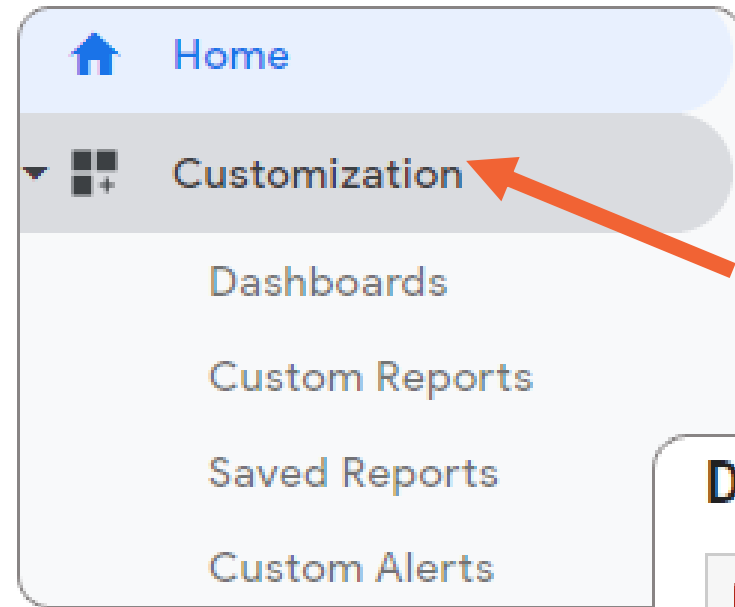 Home
Customization
Dashboards
Custom Reports
Saved Reports
Custom Alerts
D